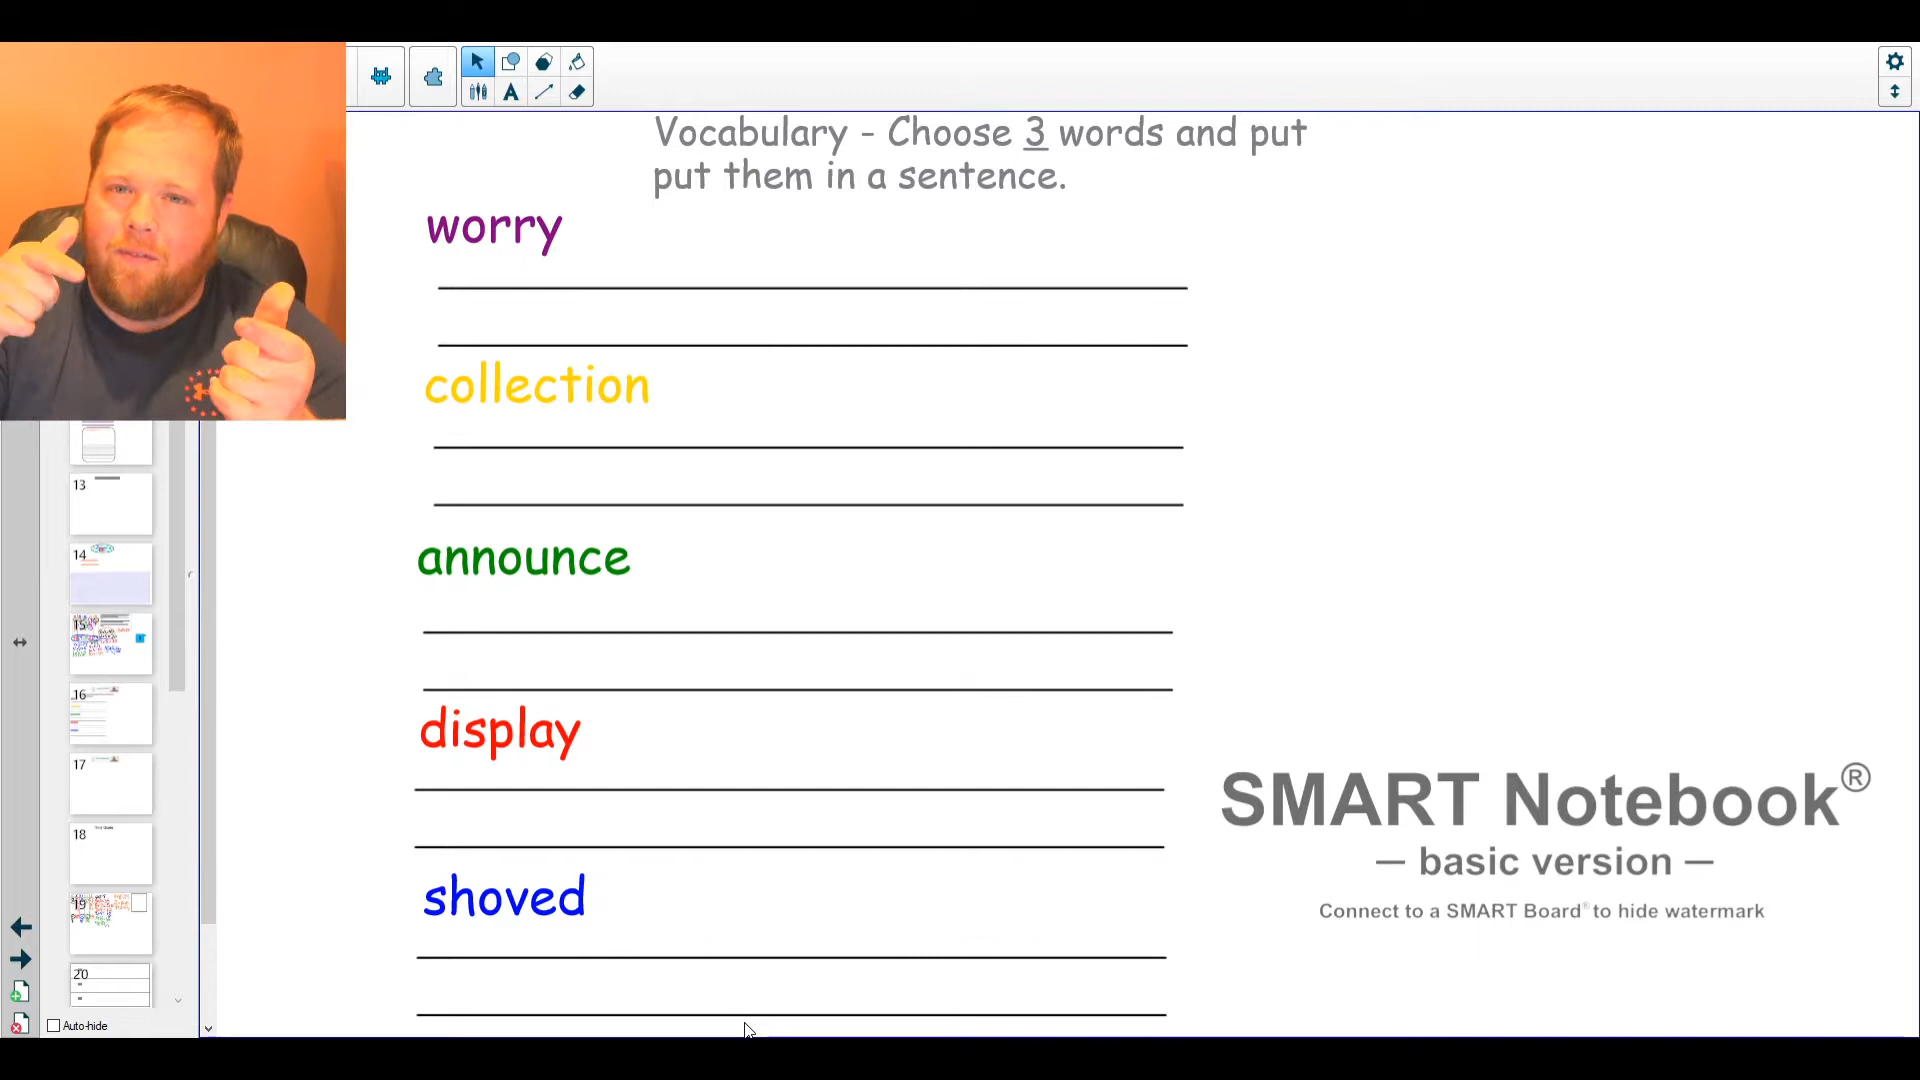 Vocabulary - Choose 3 words and put
put them in a sentence.
worry
collection
announce
display
shoved
13
14
15
16
17
18
19
20
Auto-hide
SMART Notebook®
— basic version —
Connect to a SMART Board® to hide watermark